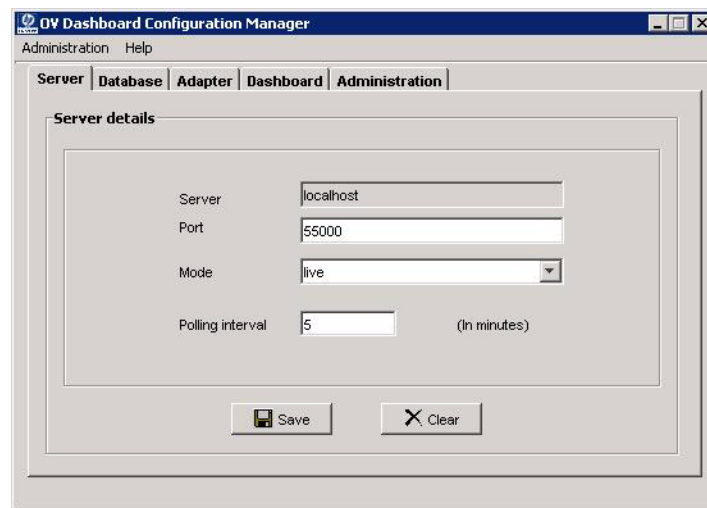 OV Dashboard Configuration Manager
Administration Help
Server Database Adapter Dashboard Administration
Server details
Server localhost
Port 55000
Mode live
Polling interval 5 (In minutes)
Save Clear